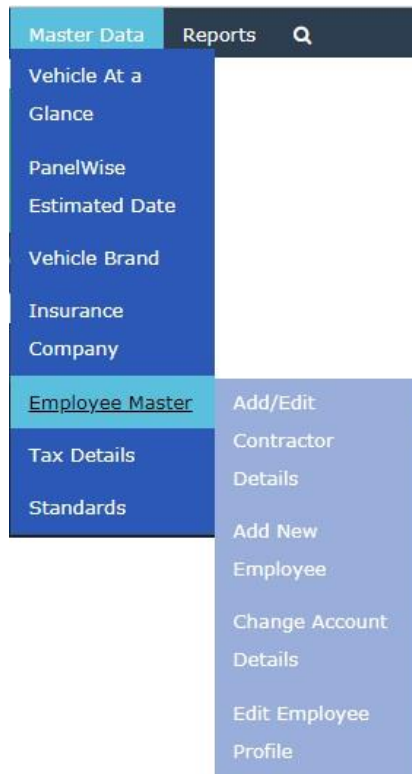 Master Data Reports
Vehicle At a
Glance
PanelWise
Estimated Date
Vehicle Brand
Insurance
Company
Employee Master
Tax Details
Standards
Add/Edit
Contractor
Details
Add New
Employee
Change Account
Details
Edit Employee
Profile